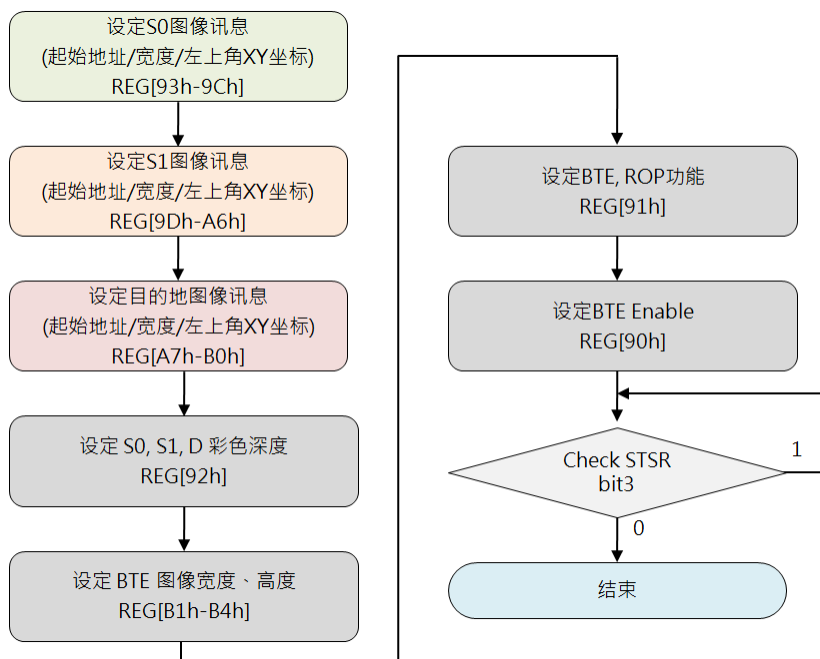 设定S0图像讯息
(起始地址/宽度/左上角XY坐标)
REG[93h-9Ch]
设定S1图像讯息
(起始地址/宽度/左上角XY坐标)
REG[9Dh-A6h]
设定目的地图像讯息
(起始地址/宽度/左上角XY坐标)
REG[A7h-B0h]
设定 S0, S1, D 彩色深度
REG[92h]
设定 BTE 图像宽度、高度
REG[B1h-B4h]
设定BTE, ROP功能
REG[91h]
设定BTE Enable
REG[90h]
Check STSR
bit3
1
0
结束